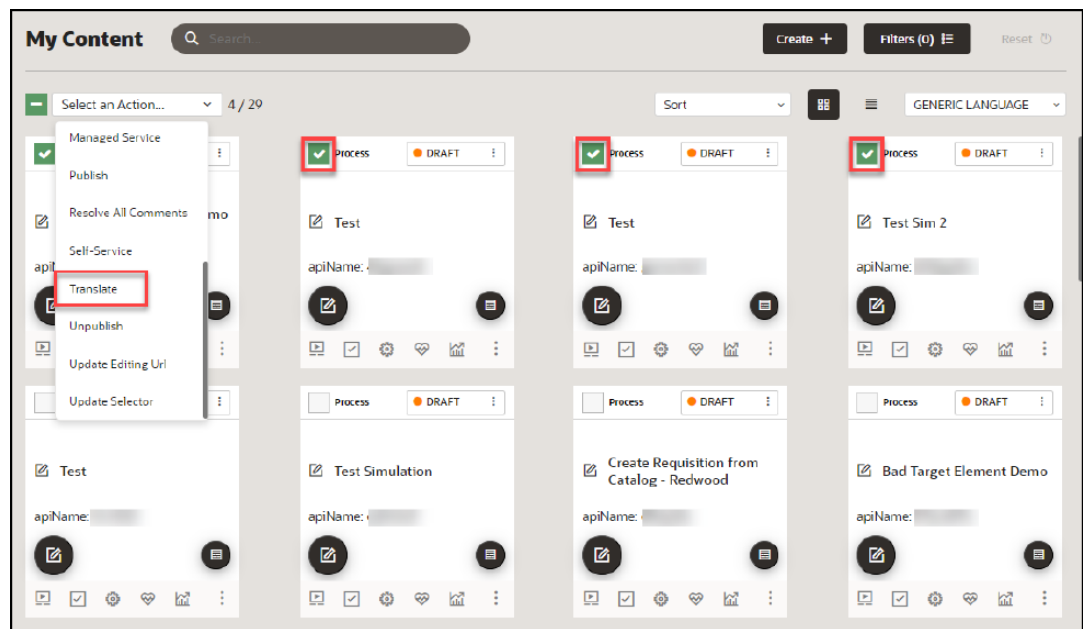 My Content
Search...
Create +
Filters (0)
Reset
Select an Action...
4 / 29
Sort
GENERIC LANGUAGE
Managed Service
Publish
Resolve All Comments
Self-Service
Translate
Unpublish
Update Editing Url
Update Selector
mo
api
Process
DRAFT
Test
apiName:
Process
DRAFT
Test
apiName:
Process
DRAFT
Test Sim 2
apiName:
Test
apiName:
Process
DRAFT
Test Simulation
apiName:
Process
DRAFT
Create Requisition from
Catalog - Redwood
apiName:
Process
DRAFT
Bad Target Element Demo
apiName: